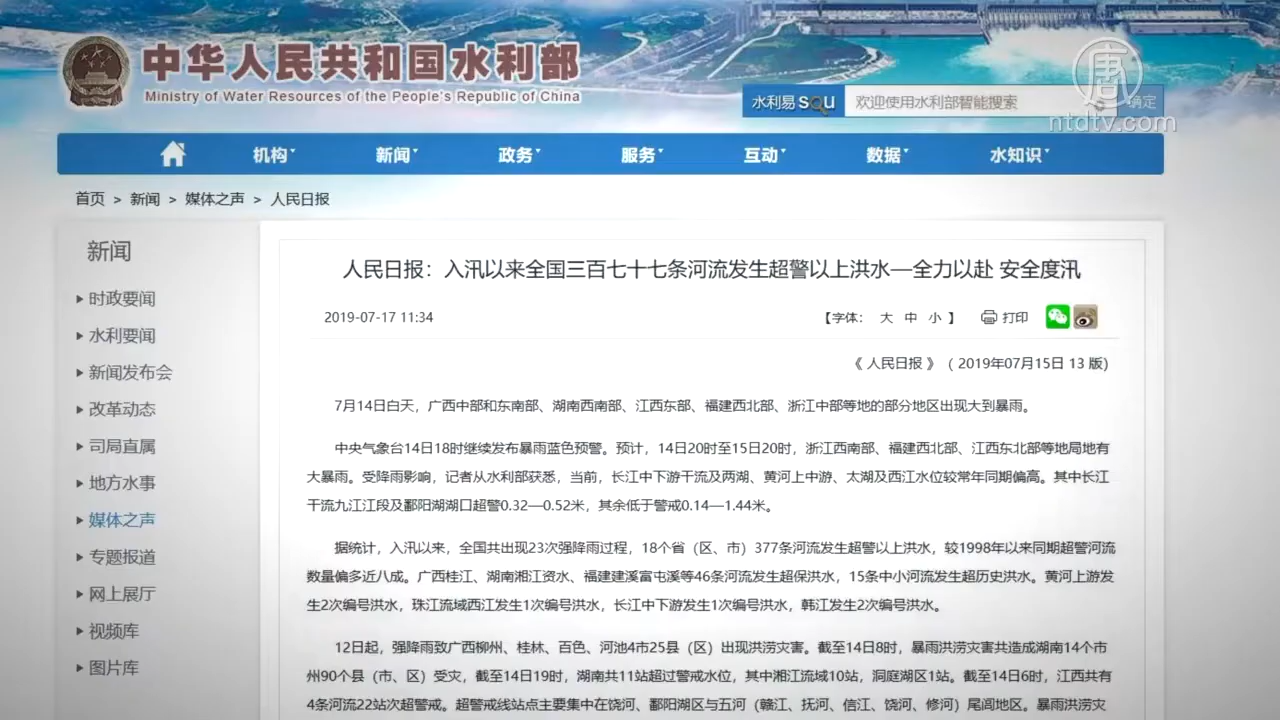 中华人民共和国水利部
Ministry of Water Resources of the People's Republic of China
唐
水利易SQU 欢迎使用水利部智能搜索 确定
ntdtv.com
机构 新闻 政务 服务 互动 数据 水知识
首页 > 新闻 > 媒体之声 > 人民日报
新闻
时政要闻
水利要闻
新闻发布会
改革动态
司局直属
地方水事
媒体之声
专题报道
网上展厅
视频库
图片库
人民日报：入汛以来全国三百七十七条河流发生超警以上洪水—全力以赴 安全度汛
2019-07-17 11:34 【字体： 大 中 小 】 打印
《 人民日报 》 （ 2019年07月15日 13 版)
7月14日白天，广西中部和东南部、湖南西南部、江西东部、福建西北部、浙江中部等地的部分地区出现大到暴雨。
中央气象台14日18时继续发布暴雨蓝色预警。预计，14日20时至15日20时，浙江西南部、福建西北部、江西东北部等地局地有
大暴雨。受降雨影响，记者从水利部获悉，当前，长江中下游干流及两湖、黄河上中游、太湖及西江水位较常年同期偏高。其中长江
干流九江江段及鄱阳湖湖口超警0.32—0.52米，其余低于警戒0.14—1.44米。
据统计，入汛以来，全国共出现23次强降雨过程，18个省（区、市）377条河流发生超警以上洪水，较1998年以来同期超警河流
数量偏多近八成。广西桂江、湖南湘江资水、福建建溪富屯溪等46条河流发生超保洪水，15条中小河流发生超历史洪水。黄河上游发
生2次编号洪水，珠江流域西江发生1次编号洪水，长江中下游发生1次编号洪水，韩江发生2次编号洪水。
12日起，强降雨致广西柳州、桂林、百色、河池4市25县（区）出现洪涝灾害。截至14日8时，暴雨洪涝灾害共造成湖南14个市
州90个县（市、区）受灾，截至14日19时，湖南共11站超过警戒水位，其中湘江流域10站，洞庭湖区1站。截至14日6时，江西共有
4条河流22站次超警戒。超警戒线站点主要集中在饶河、鄱阳湖区与五河（赣江、抚河、信江、饶河、修河）尾闾地区。暴雨洪涝灾